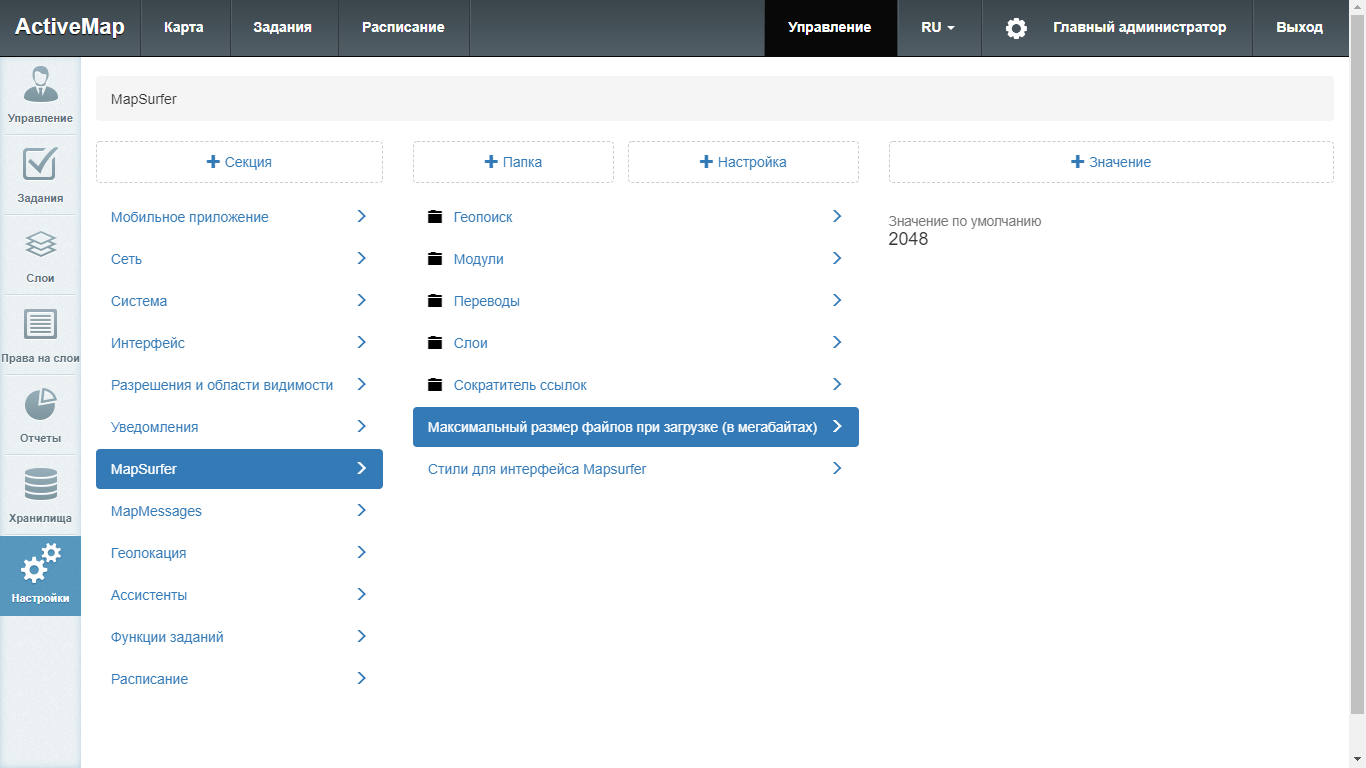 ActiveMap
Карта
Задания
Расписание
Управление
RU
Главный администратор
Выход
Управление
Задания
Слои
Права на слои
Отчеты
Хранилища
Настройки
MapSurfer
Секция
Мобильное приложение
Сеть
Система
Интерфейс
Разрешения и области видимости
Уведомления
MapSurfer
MapMessages
Геолокация
Ассистенты
Функции заданий
Расписание
Папка
Настройка
Геопоиск
Модули
Переводы
Слои
Сократитель ссылок
Максимальный размер файлов при загрузке (в мегабайтах)
Стили для интерфейса Mapsurfer
Значение
Значение по умолчанию
2048